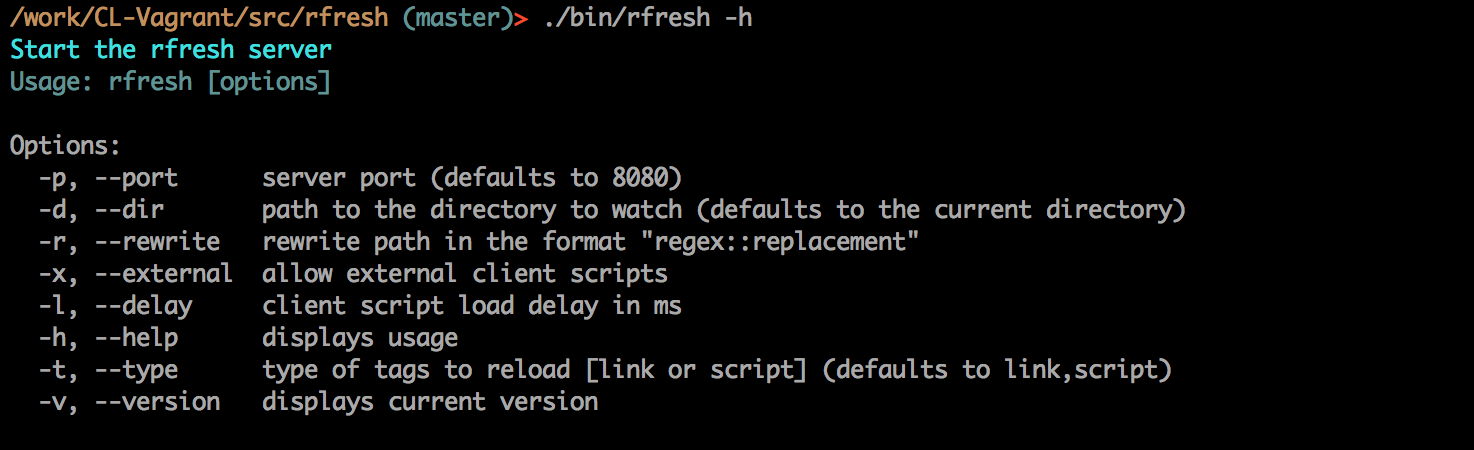 /work/CL-Vagrant/src/rfresh (master)> ./bin/rfresh -h
Start the rfresh server
Usage: rfresh [options]
Options:
-p, --port server port (defaults to 8080)
-d, --dir path to the directory to watch (defaults to the current directory)
-r, --rewrite rewrite path in the format "regex::replacement"
-x, --external allow external client scripts
-l, --delay client script load delay in ms
-h, --help displays usage
-t, --type type of tags to reload [link or script] (defaults to link,script)
-v, --version displays current version